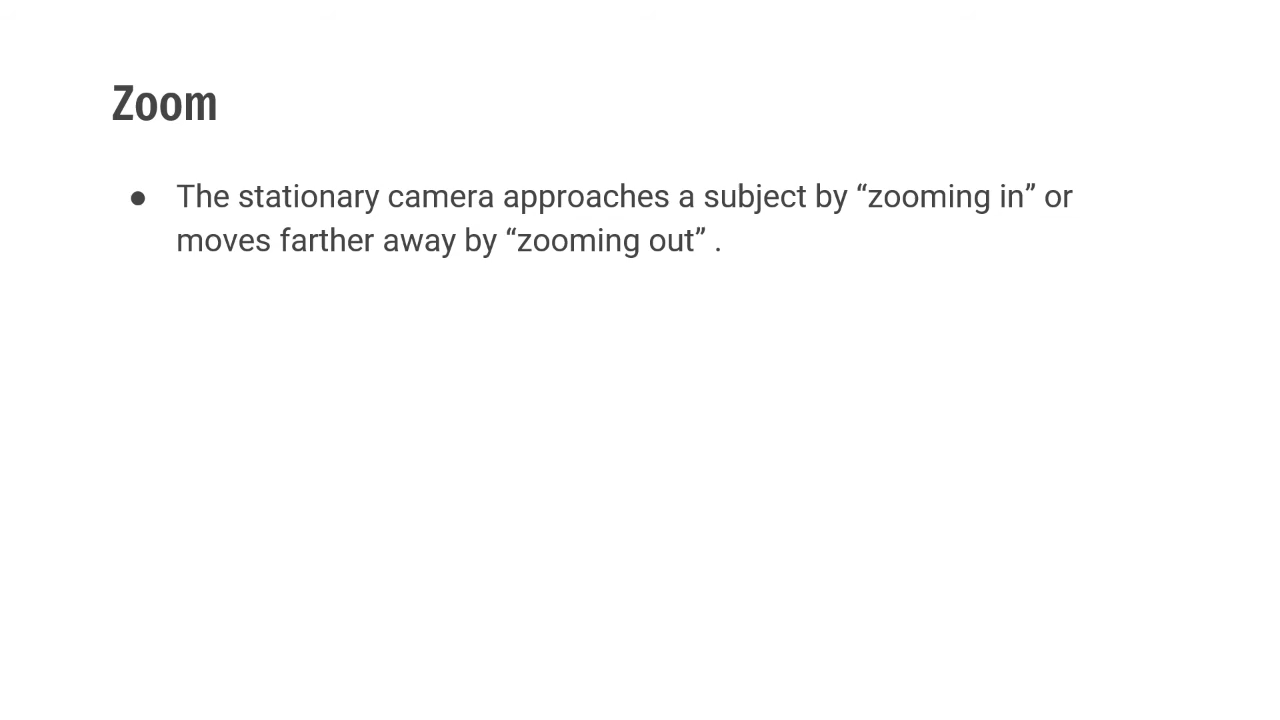 Zoom
● The stationary camera approaches a subject by “zooming in” or
moves farther away by “zooming out” .